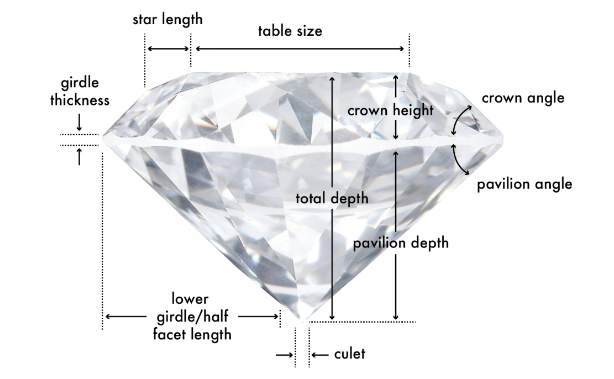 star length
table size
girdle
thickness
crown height
crown angle
total depth
pavilion angle
pavilion depth
lower
girdle/half
facet length
culet